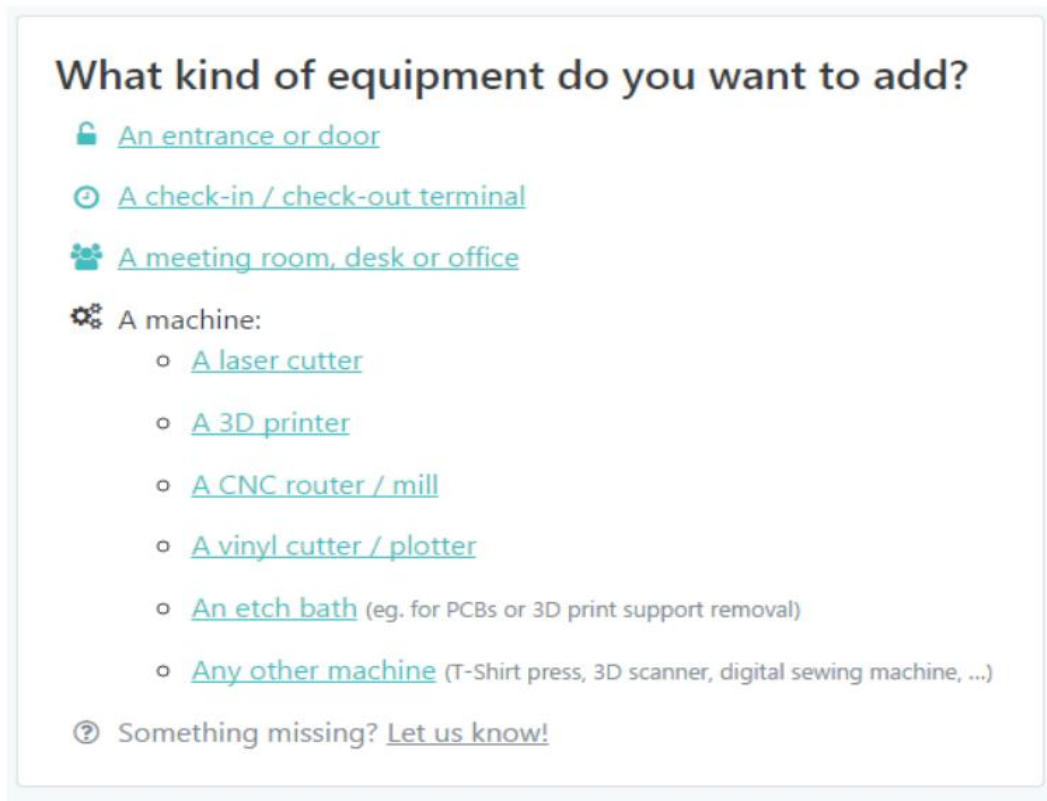 What kind of equipment do you want to add?
An entrance or door
A check-in / check-out terminal
A meeting room, desk or office
A machine:
A laser cutter
A 3D printer
A CNC router / mill
A vinyl cutter / plotter
An etch bath (eg. for PCBs or 3D print support removal)
Any other machine (T-Shirt press, 3D scanner, digital sewing machine, ...)
Something missing? Let us know!